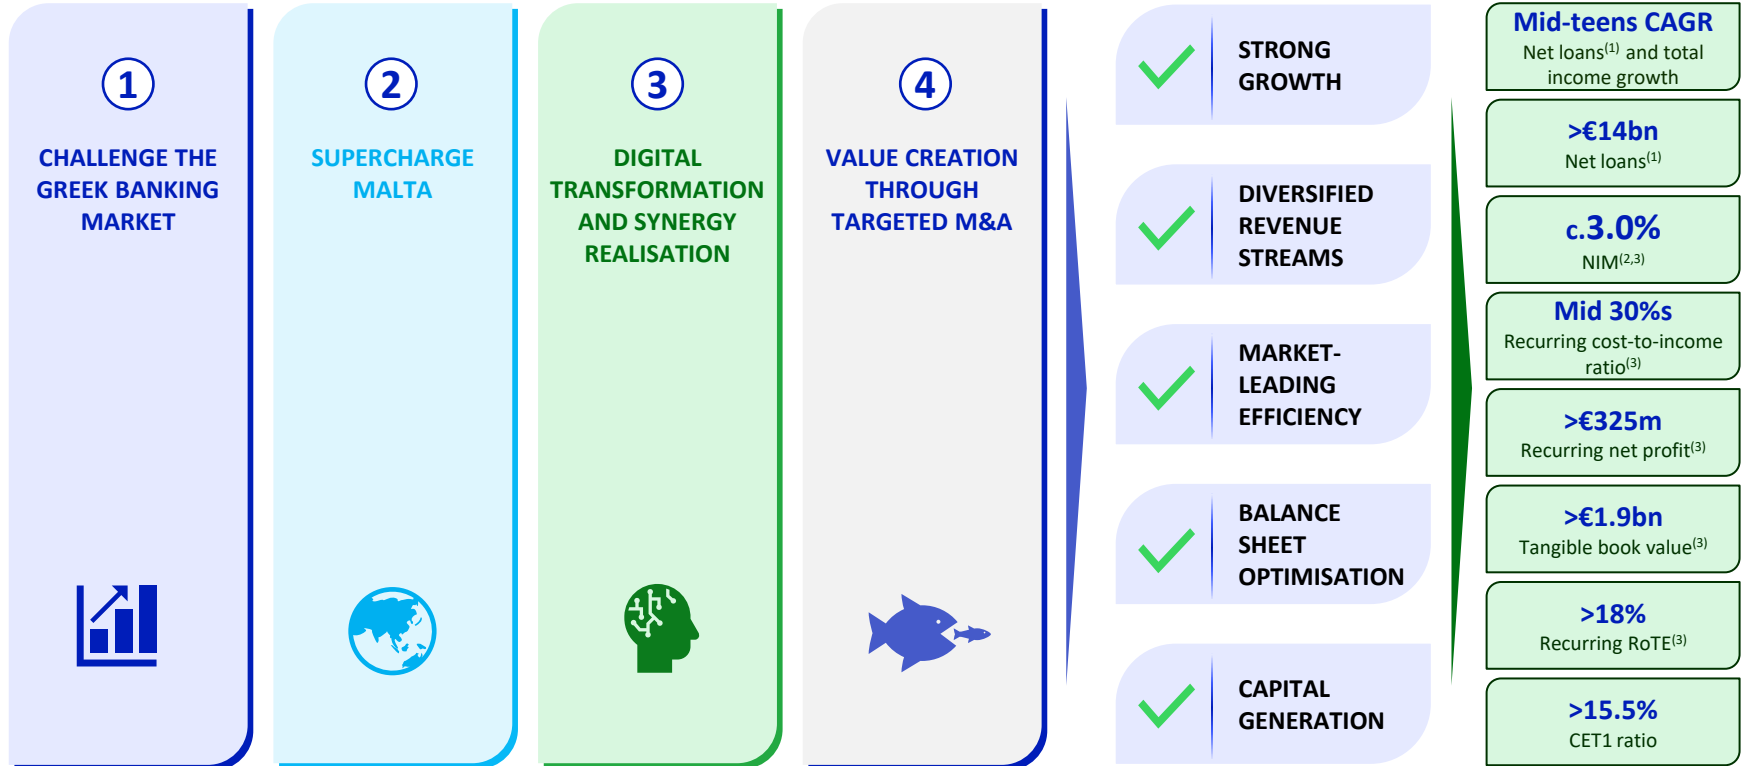 1
CHALLENGE THE
GREEK BANKING
MARKET
2
SUPERCHARGE
MALTA
3
DIGITAL
TRANSFORMATION
AND SYNERGY
REALISATION
4
VALUE CREATION
THROUGH
TARGETED M&A
STRONG
GROWTH
DIVERSIFIED
REVENUE
STREAMS
MARKET-
LEADING
EFFICIENCY
BALANCE
SHEET
OPTIMISATION
CAPITAL
GENERATION
Mid-teens CAGR
Net loans(1) and total
income growth
>€14bn
Net loans(1)
c.3.0%
NIM(2,3)
Mid 30%s
Recurring cost-to-income
ratio(3)
>€325m
Recurring net profit(3)
>€1.9bn
Tangible book value(3)
>18%
Recurring RoTE(3)
>15.5%
CET1 ratio